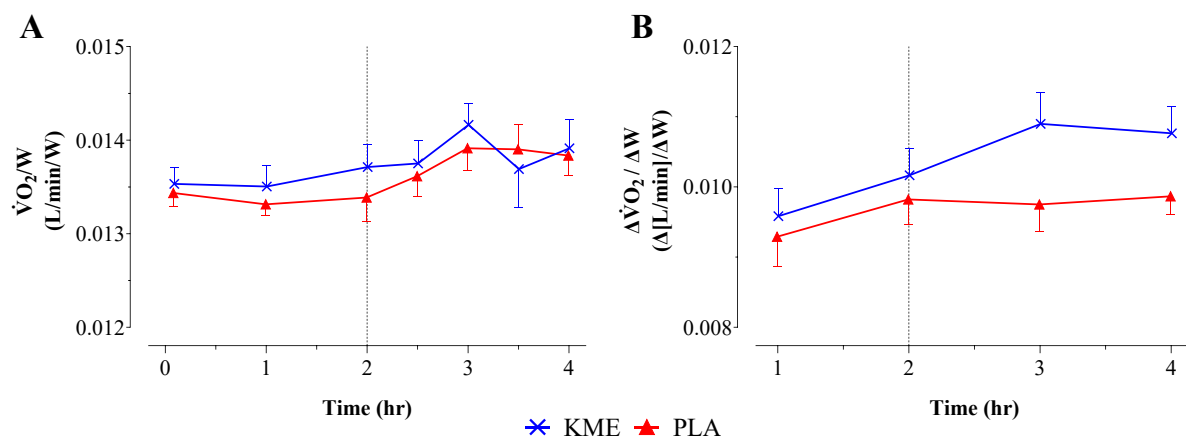 A
V̇O₂/W
(L/min/W)
0.015
0.014
0.013
0.012
0 1 2 3 4
Time (hr)
B
ΔV̇O₂ / ΔW
(Δ[L/min]/ΔW)
0.012
0.010
0.008
1 2 3 4
Time (hr)
KME PLA